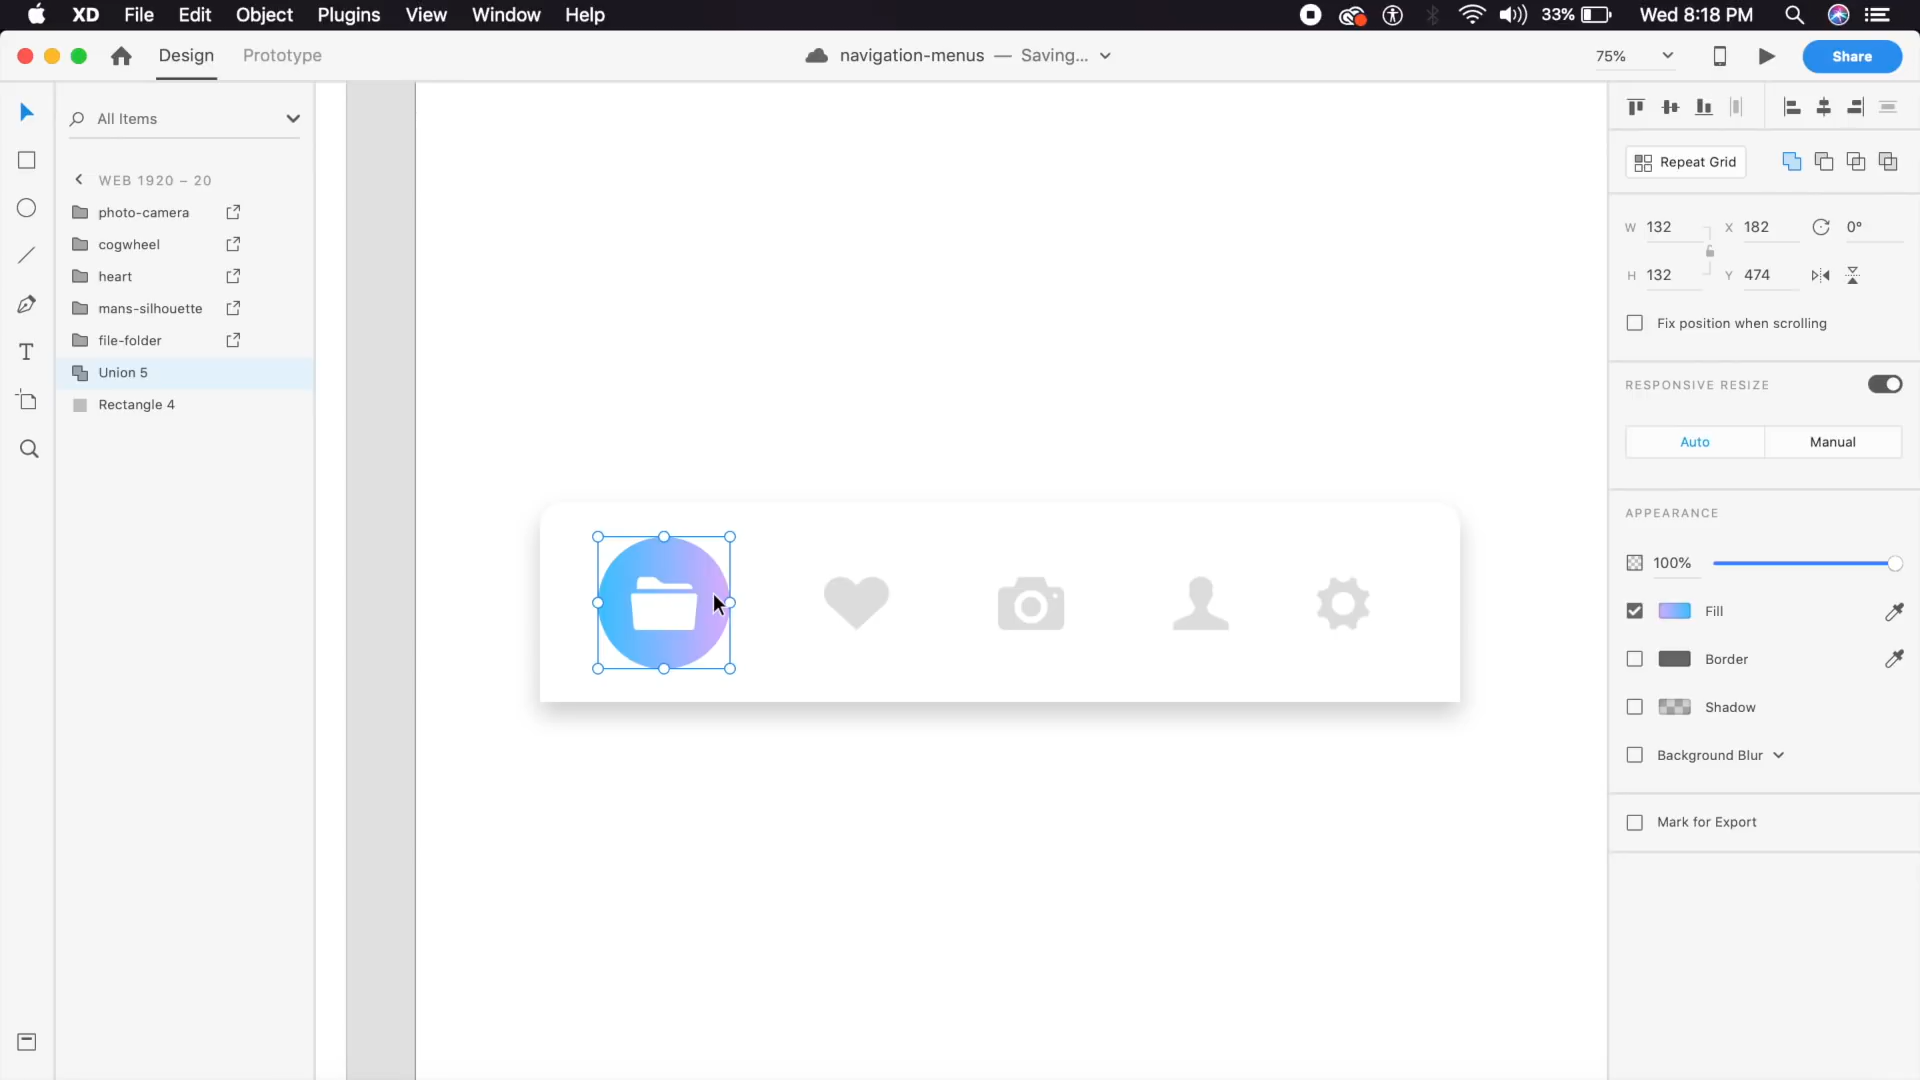 XD File Edit Object Plugins View Window Help 33% Wed 8:18 PM
Design Prototype navigation-menus — Saving... 75% Share
All Items
WEB 1920 – 20
photo-camera
cogwheel
heart
mans-silhouette
file-folder
Union 5
Rectangle 4
T
Repeat Grid
W 132 X 182 0°
H 132 Y 474
Fix position when scrolling
RESPONSIVE RESIZE
Auto Manual
APPEARANCE
100%
Fill
Border
Shadow
Background Blur
Mark for Export